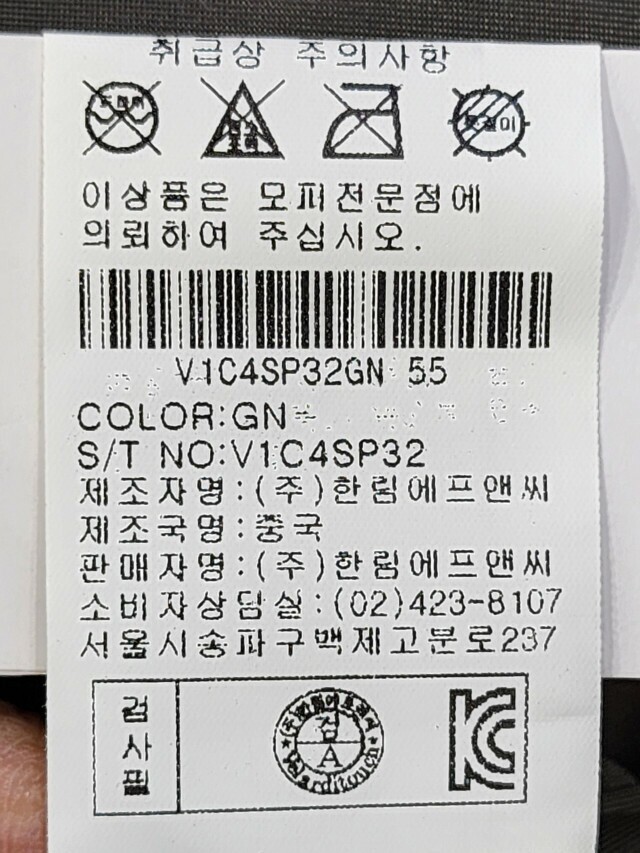 취급상 주의사항
이상품은 모피전문점에
의뢰하여 주십시오.
V1C4SP32GN 55
COLOR:GN
S/T NO:V1C4SP32
제조자명:(주)한림에프앤씨
제조국명:중국
판매자명:(주)한림에프앤씨
소비자상담실:(02)423-8107
서울시송파구백제고분로237
검사필
검
A